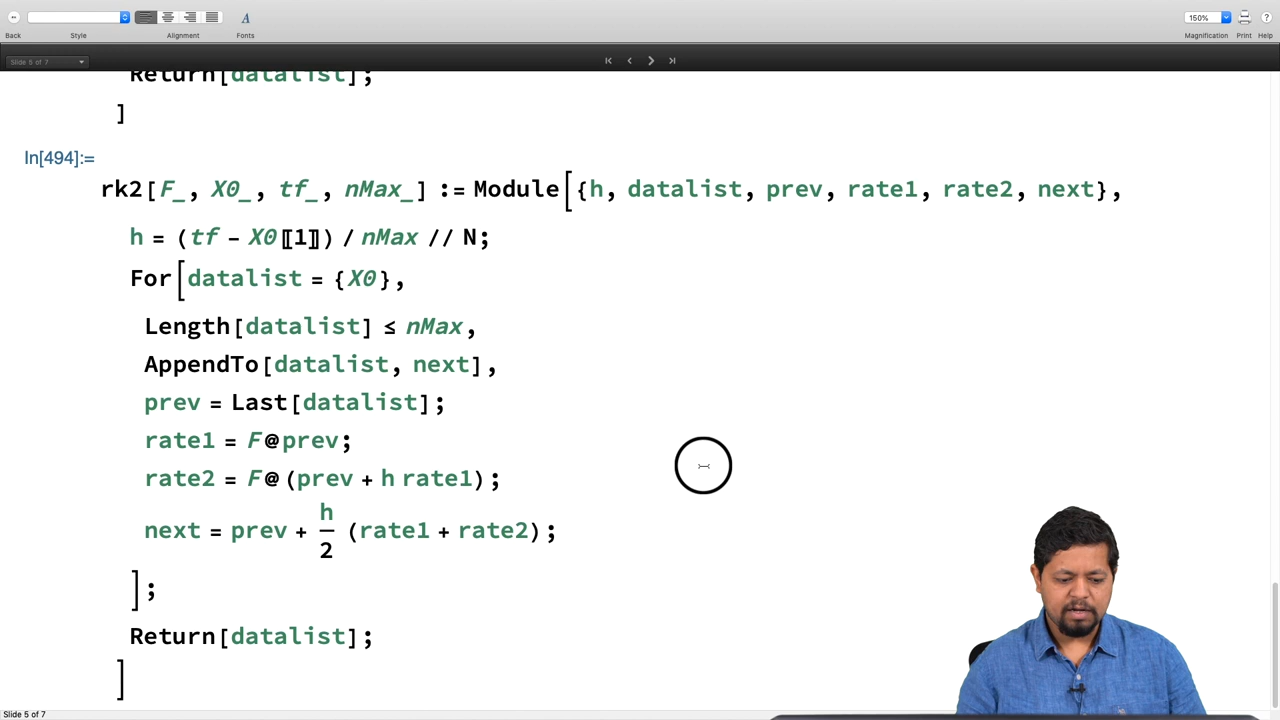 150%
Back Style Alignment Fonts Magnification Print Help
Slide 5 of 7
Return[datalist];
]
In[494]:=
rk2[F_, X0_, tf_, nMax_] := Module[{h, datalist, prev, rate1, rate2, next},
h = (tf - X0〚1〛) / nMax // N;
For[datalist = {X0},
Length[datalist] ≤ nMax,
AppendTo[datalist, next],
prev = Last[datalist];
rate1 = F@prev;
rate2 = F@(prev + h rate1);
next = prev + h/2 (rate1 + rate2);
];
Return[datalist];
]
Slide 5 of 7